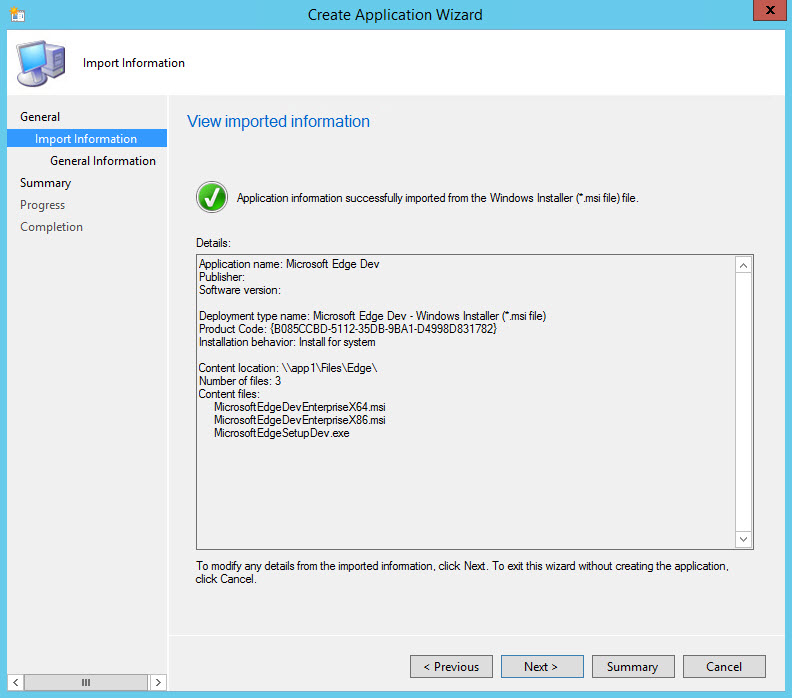 Create Application Wizard
x
Import Information
General
Import Information
General Information
Summary
Progress
Completion
View imported information
Application information successfully imported from the Windows Installer (*.msi file) file.
Details:
Application name: Microsoft Edge Dev
Publisher:
Software version:
Deployment type name: Microsoft Edge Dev - Windows Installer (*.msi file)
Product Code: {B085CCBD-5112-35DB-9BA1-D4998D831782}
Installation behavior: Install for system
Content location: \\app1\Files\Edge\
Number of files: 3
Content files:
MicrosoftEdgeDevEnterpriseX64.msi
MicrosoftEdgeDevEnterpriseX86.msi
MicrosoftEdgeSetupDev.exe
To modify any details from the imported information, click Next. To exit this wizard without creating the application,
click Cancel.
< Previous
Next >
Summary
Cancel